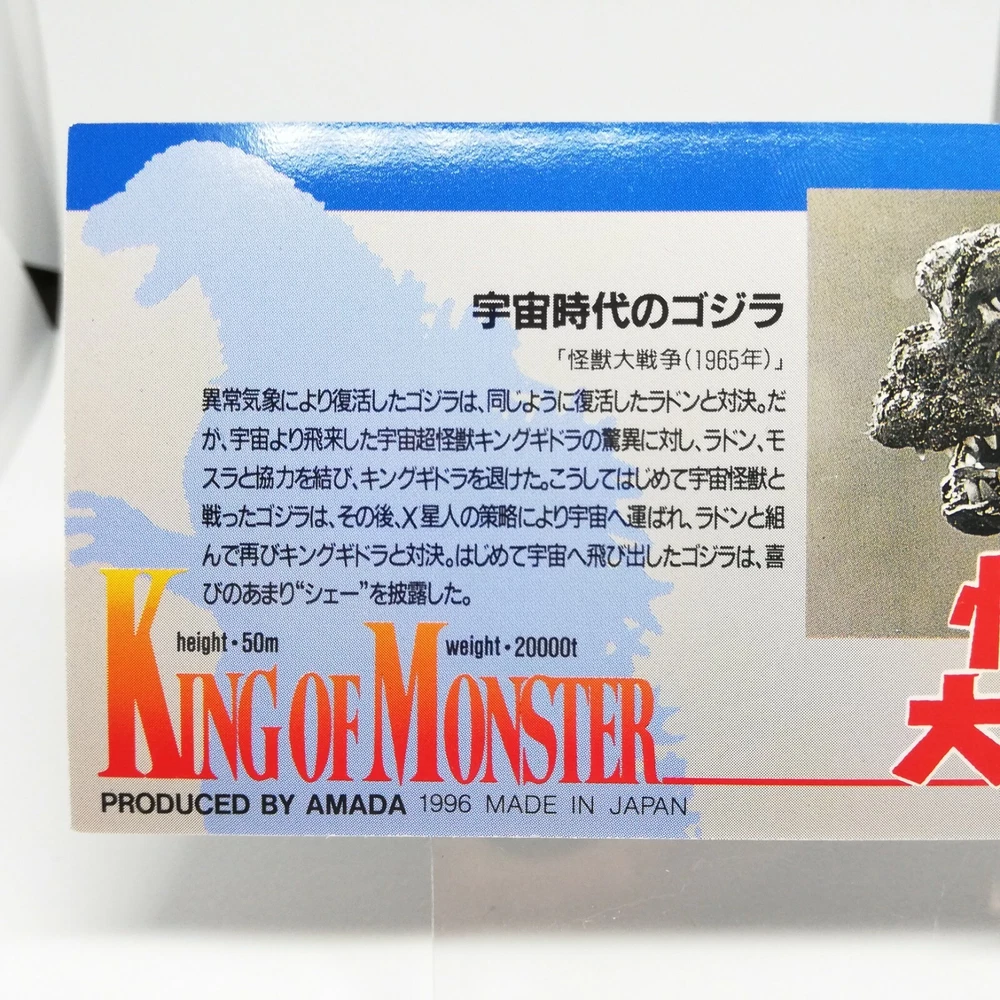 宇宙時代のゴジラ
「怪獣大戦争(1965年)」
異常気象により復活したゴジラは、同じように復活したラドンと対決。だ
が、宇宙より飛来した宇宙超怪獣キングギドラの驚異に対し、ラドン、モ
スラと協力を結び、キングギドラを退けた。こうしてはじめて宇宙怪獣と
戦ったゴジラは、その後、X星人の策略により宇宙へ運ばれ、ラドンと組
んで再びキングギドラと対決。はじめて宇宙へ飛び出したゴジラは、喜
びのあまり“シェー”を披露した。
height・50m weight・20000t
KING OF MONSTER
PRODUCED BY AMADA 1996 MADE IN JAPAN
大